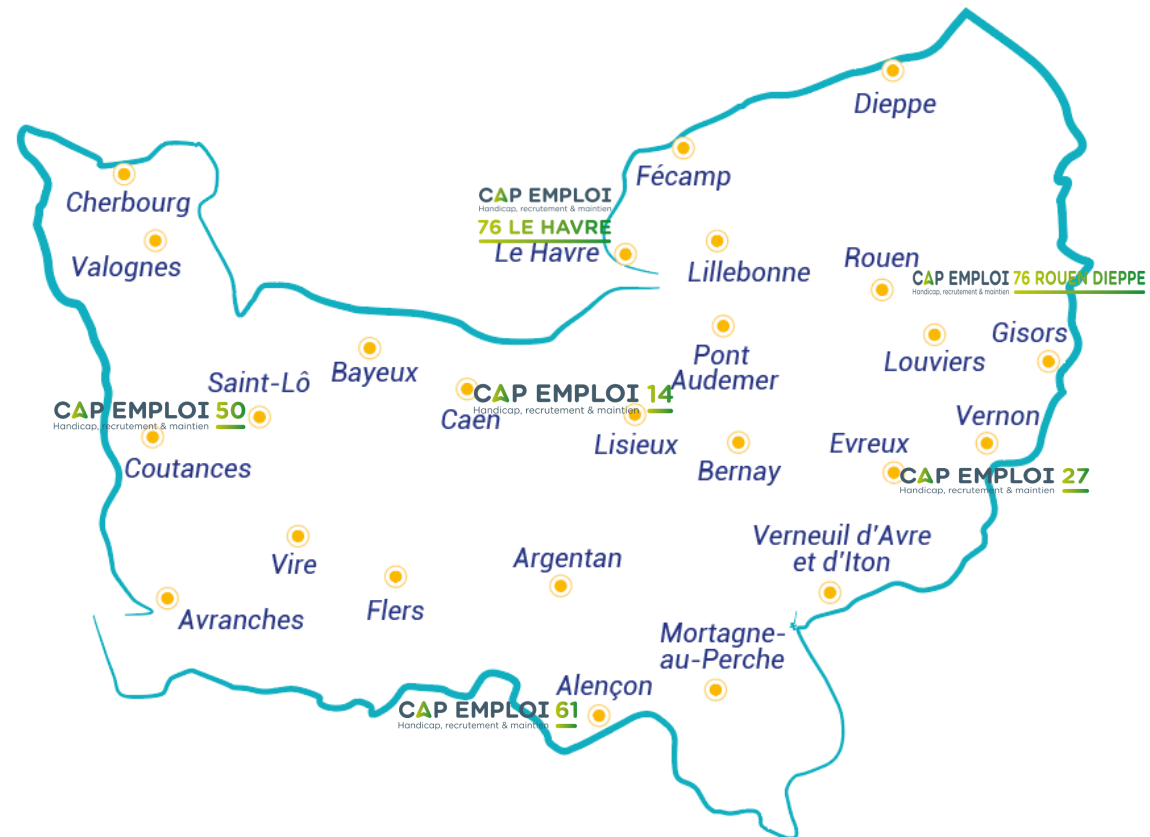 Dieppe
Fécamp
Cherbourg
CAP EMPLOI
Handicap, recrutement & maintien
76 LE HAVRE
Le Havre
Valognes
Lillebonne
Rouen
CAP EMPLOI 76 ROUEN DIEPPE
Handicap, recrutement & maintien
Gisors
Louviers
Pont
Audemer
Bayeux
Saint-Lô
CAP EMPLOI 50
Handicap, recrutement & maintien
Coutances
CAP EMPLOI 14
Handicap, recrutement & maintien
Caen
Lisieux
Bernay
Vernon
Evreux
CAP EMPLOI 27
Handicap, recrutement & maintien
Verneuil d'Avre
et d'Iton
Argentan
Vire
Flers
Avranches
Mortagne-
au-Perche
Alençon
CAP EMPLOI 61
Handicap, recrutement & maintien